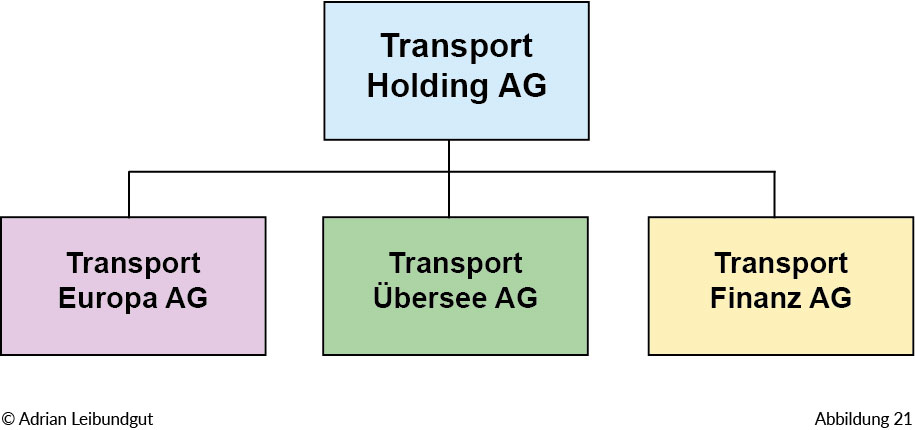 Transport
Holding AG
Transport
Europa AG
Transport
Übersee AG
Transport
Finanz AG
© Adrian Leibundgut
Abbildung 21